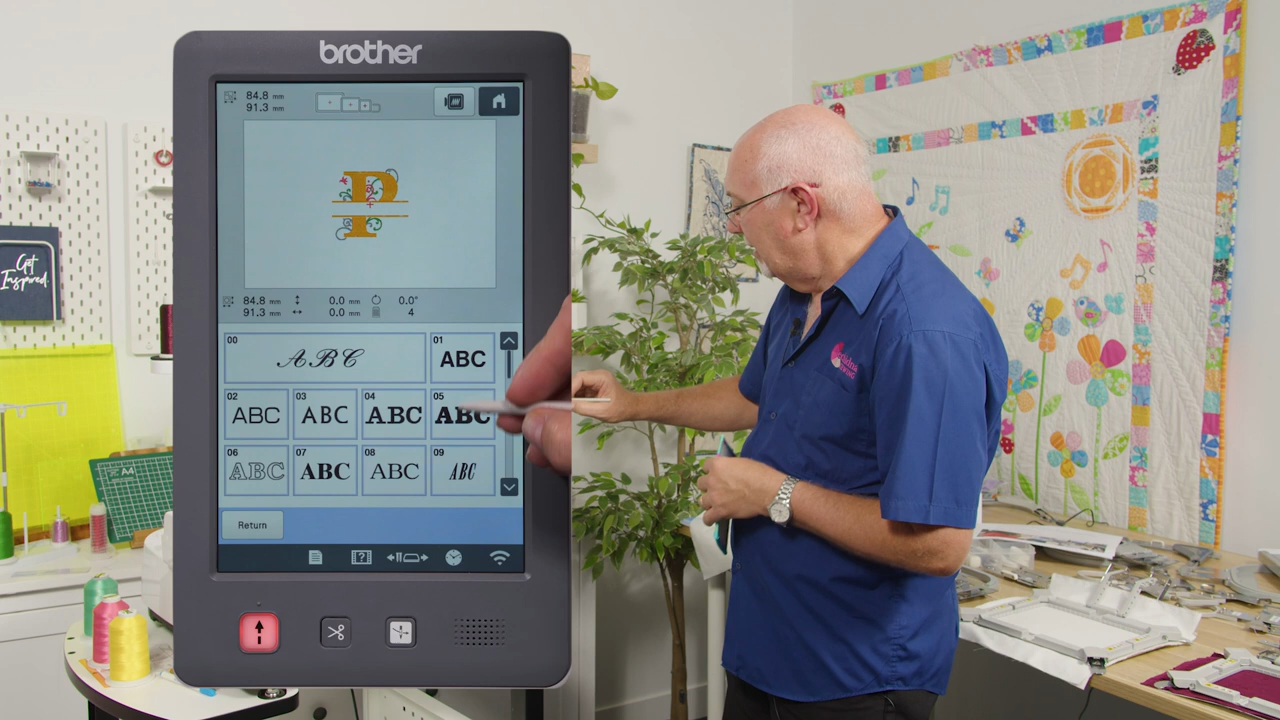 brother
84.8 mm
91.3 mm
P
84.8 mm 0.0 mm 0.0°
91.3 mm 0.0 mm 4
00 ABC 01 ABC
02 ABC 03 ABC 04 ABC 05 ABC
06 ABC 07 ABC 08 ABC 09 ABC
Return
Get
Inspired.
A4